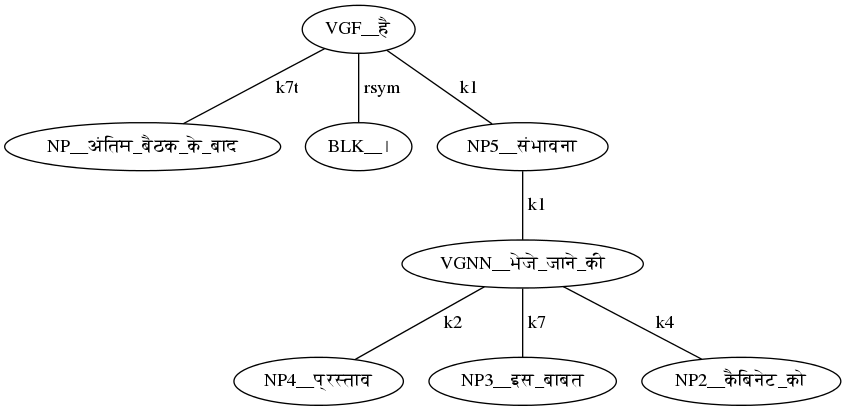 VGF__है
k7t rsym k1
NP__अंतिम_बैठक_के_बाद BLK__। NP5__संभावना
k1
VGNN__भेजे_जाने_की
k2 k7 k4
NP4__प्रस्ताव NP3__इस_बाबत NP2__कैबिनेट_को